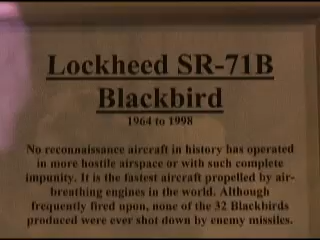 Lockheed SR-71B
Blackbird
1964 to 1998
No reconnaissance aircraft in history has operated
in more hostile airspace or with such complete
impunity. It is the fastest aircraft propelled by air-
breathing engines in the world. Although
frequently fired upon, none of the 32 Blackbirds
produced were ever shot down by enemy missiles.